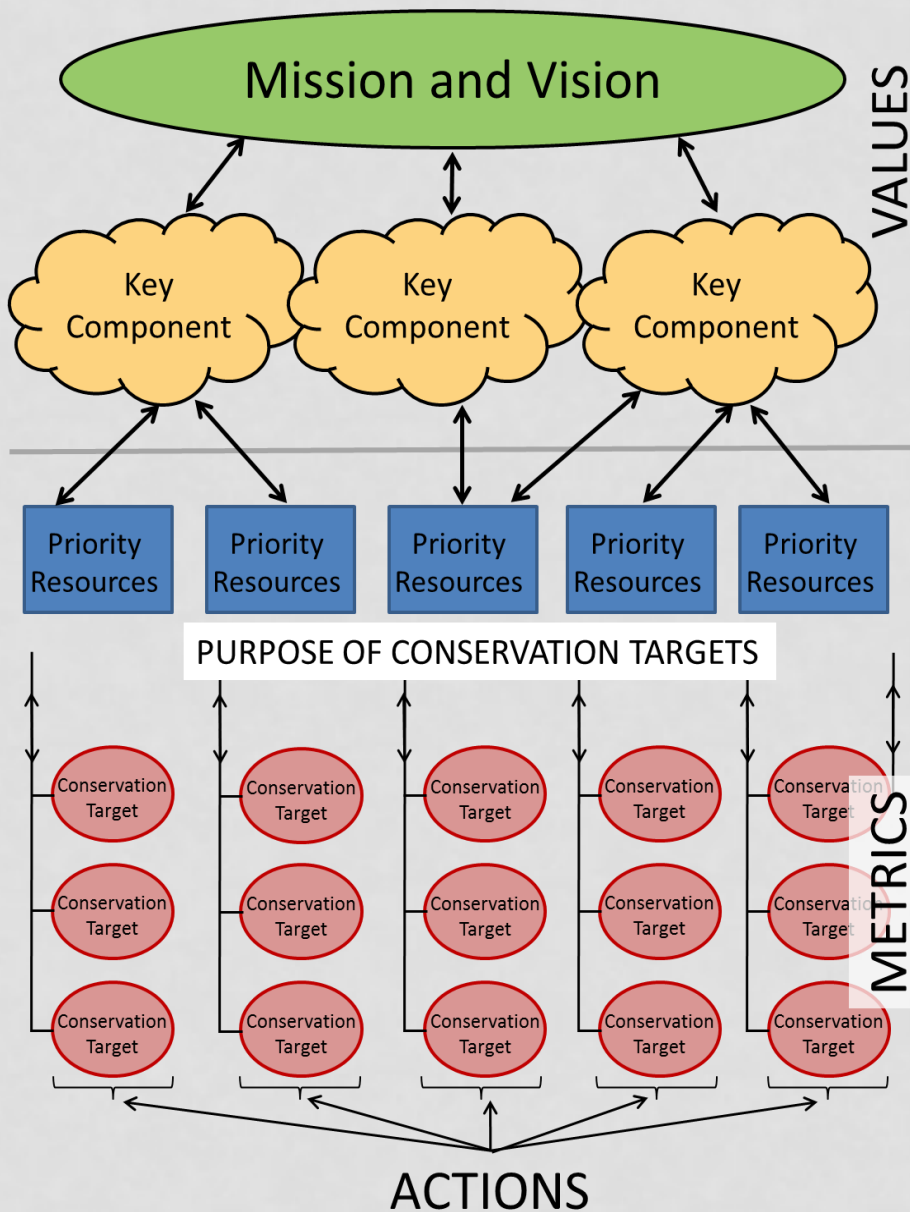 Mission and Vision
VALUES
Key
Component
Key
Component
Key
Component
Priority
Resources
Priority
Resources
Priority
Resources
Priority
Resources
Priority
Resources
PURPOSE OF CONSERVATION TARGETS
Conservation
Target
Conservation
Target
Conservation
Target
Conservation
Target
Conservation
Target
METRICS
Conservation
Target
Conservation
Target
Conservation
Target
Conservation
Target
Conservation
Target
Conservation
Target
Conservation
Target
Conservation
Target
Conservation
Target
Conservation
Target
ACTIONS